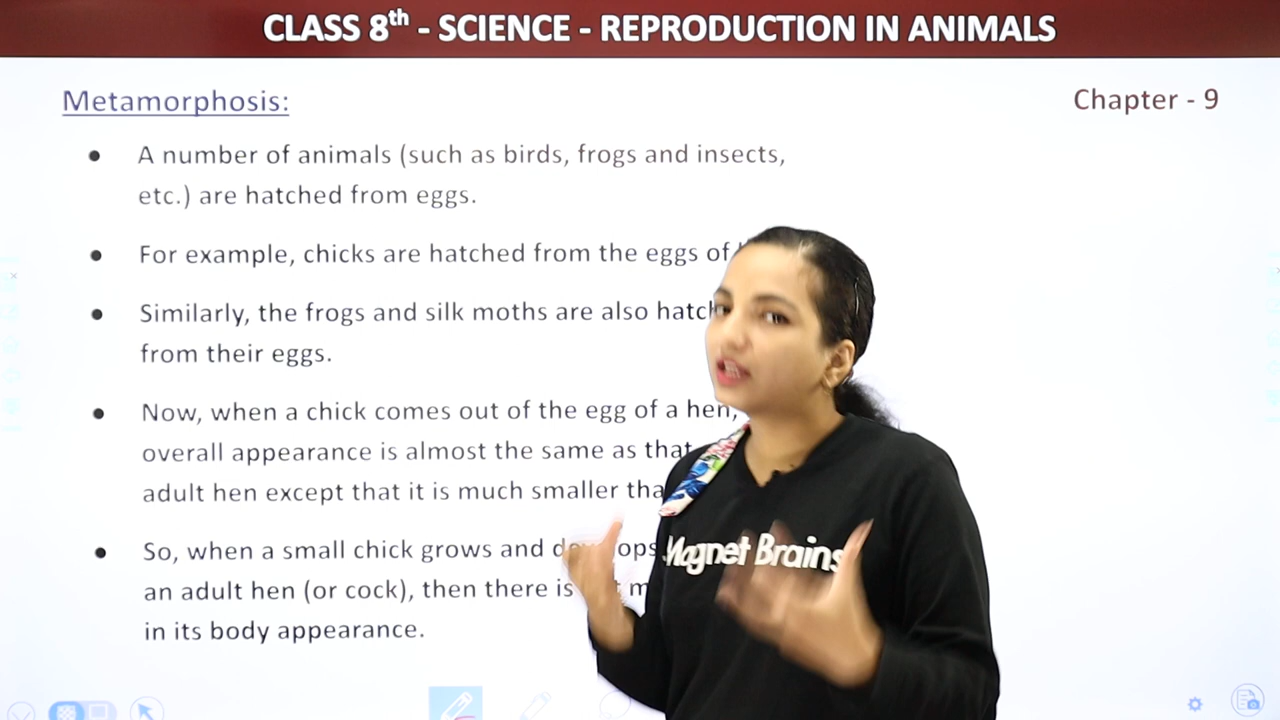 CLASS 8th - SCIENCE - REPRODUCTION IN ANIMALS
Metamorphosis:
Chapter - 9
• A number of animals (such as birds, frogs and insects,
etc.) are hatched from eggs.
• For example, chicks are hatched from the eggs of
• Similarly, the frogs and silk moths are also
from their eggs.
• Now, when a chick comes out of the egg of a hen,
overall appearance is almost the same as that
adult hen except that it is much smaller
• So, when a small chick grows and
an adult hen (or cock), then there is
in its body appearance.
Magnet Brains